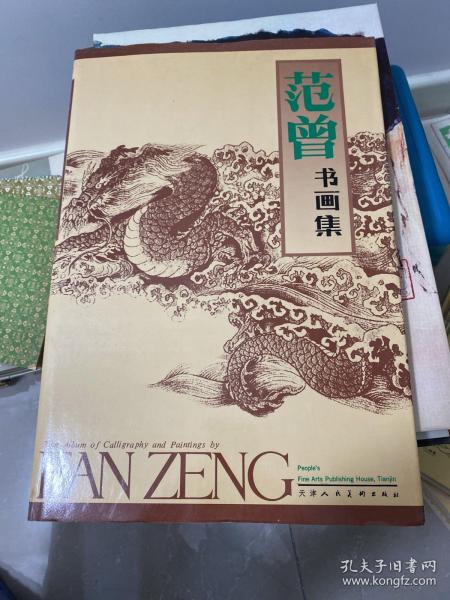 范曾
书画集
The Album of Calligraphy and Paintings by
FAN ZENG
People's
Fine Arts Publishing House, Tianjin
天津人民美术出版社
孔夫子旧书网
www.kongfz.com